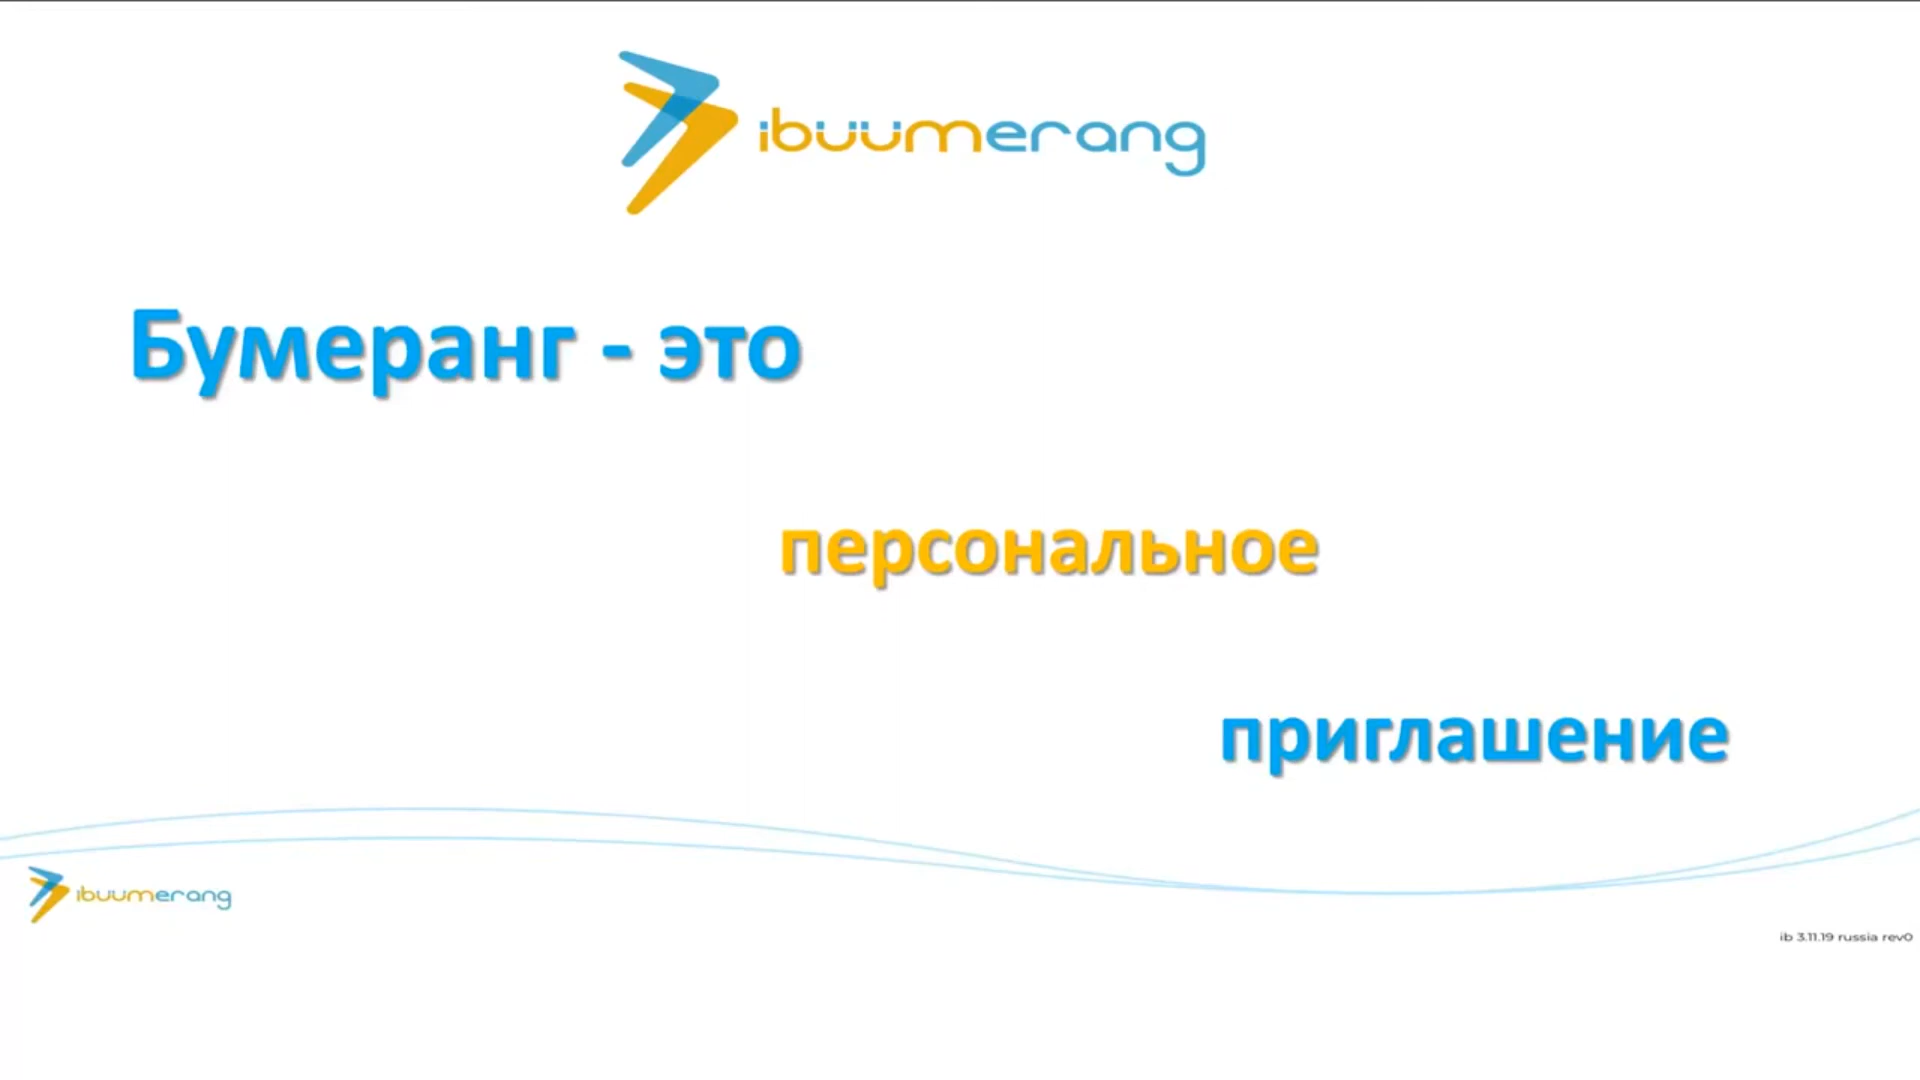 ibuumerang
Бумеранг - это
персональное
приглашение
ibuumerang
ib 3.11.19 russia rev0